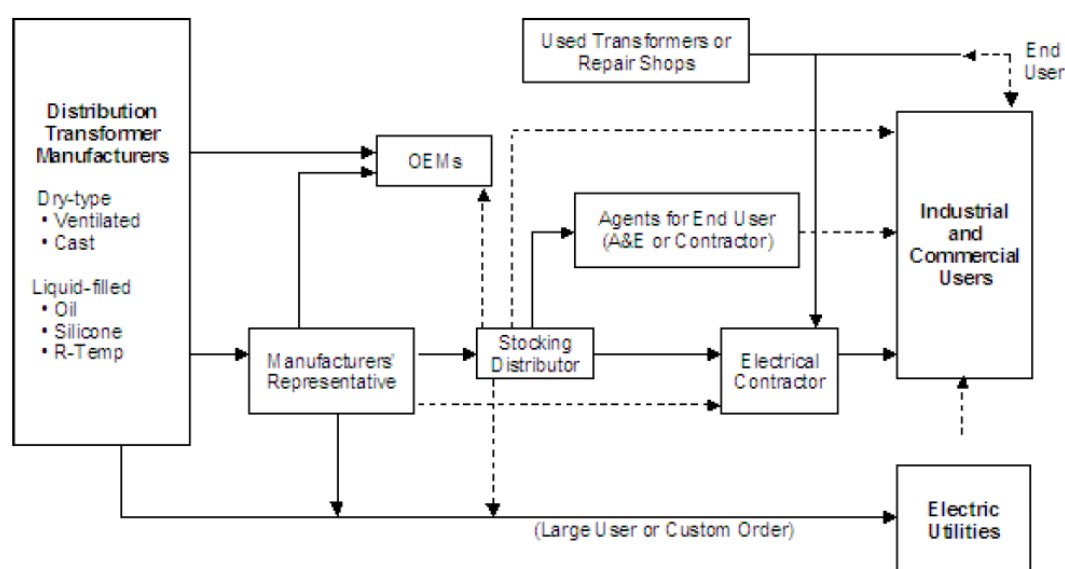 Distribution
Transformer
Manufacturers
Dry-type
• Ventilated
• Cast
Liquid-filled
• Oil
• Silicone
• R-Temp
Used Transformers or
Repair Shops
End
User
OEMs
Agents for End User
(A&E or Contractor)
Industrial
and
Commercial
Users
Manufacturers'
Representative
Stocking
Distributor
Electrical
Contractor
(Large User or Custom Order)
Electric
Utilities